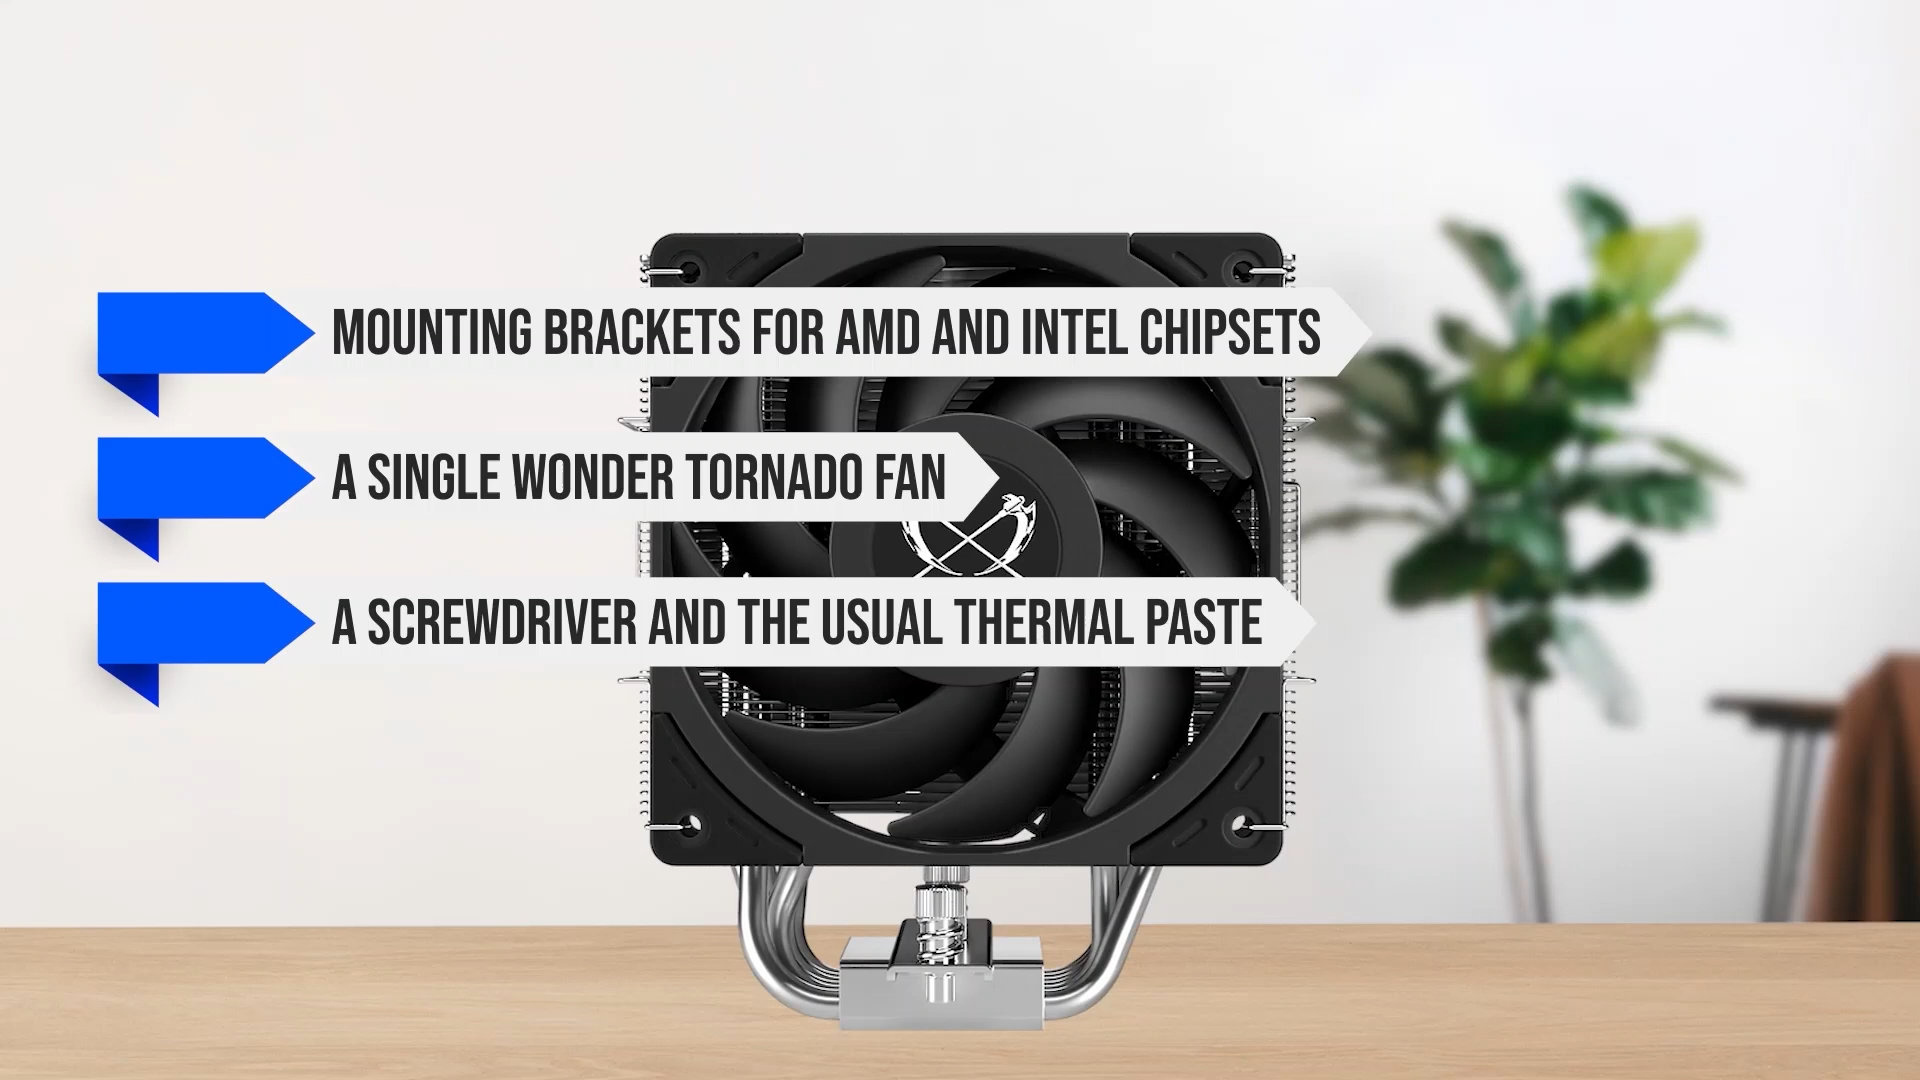 MOUNTING BRACKETS FOR AMD AND INTEL CHIPSETS
A SINGLE WONDER TORNADO FAN
A SCREWDRIVER AND THE USUAL THERMAL PASTE